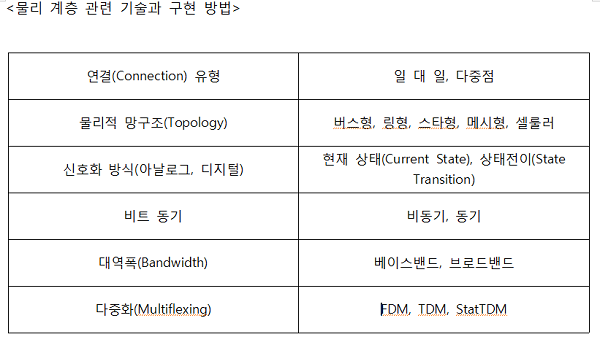 <물리 계층 관련 기술과 구현 방법>
연결(Connection) 유형
일 대 일, 다중점
물리적 망구조(Topology)
버스형, 링형, 스타형, 메시형, 셀룰러
신호화 방식(아날로그, 디지털)
현재 상태(Current State), 상태전이(State
Transition)
비트 동기
비동기, 동기
대역폭(Bandwidth)
베이스밴드, 브로드밴드
다중화(Multiflexing)
FDM, TDM, StatTDM